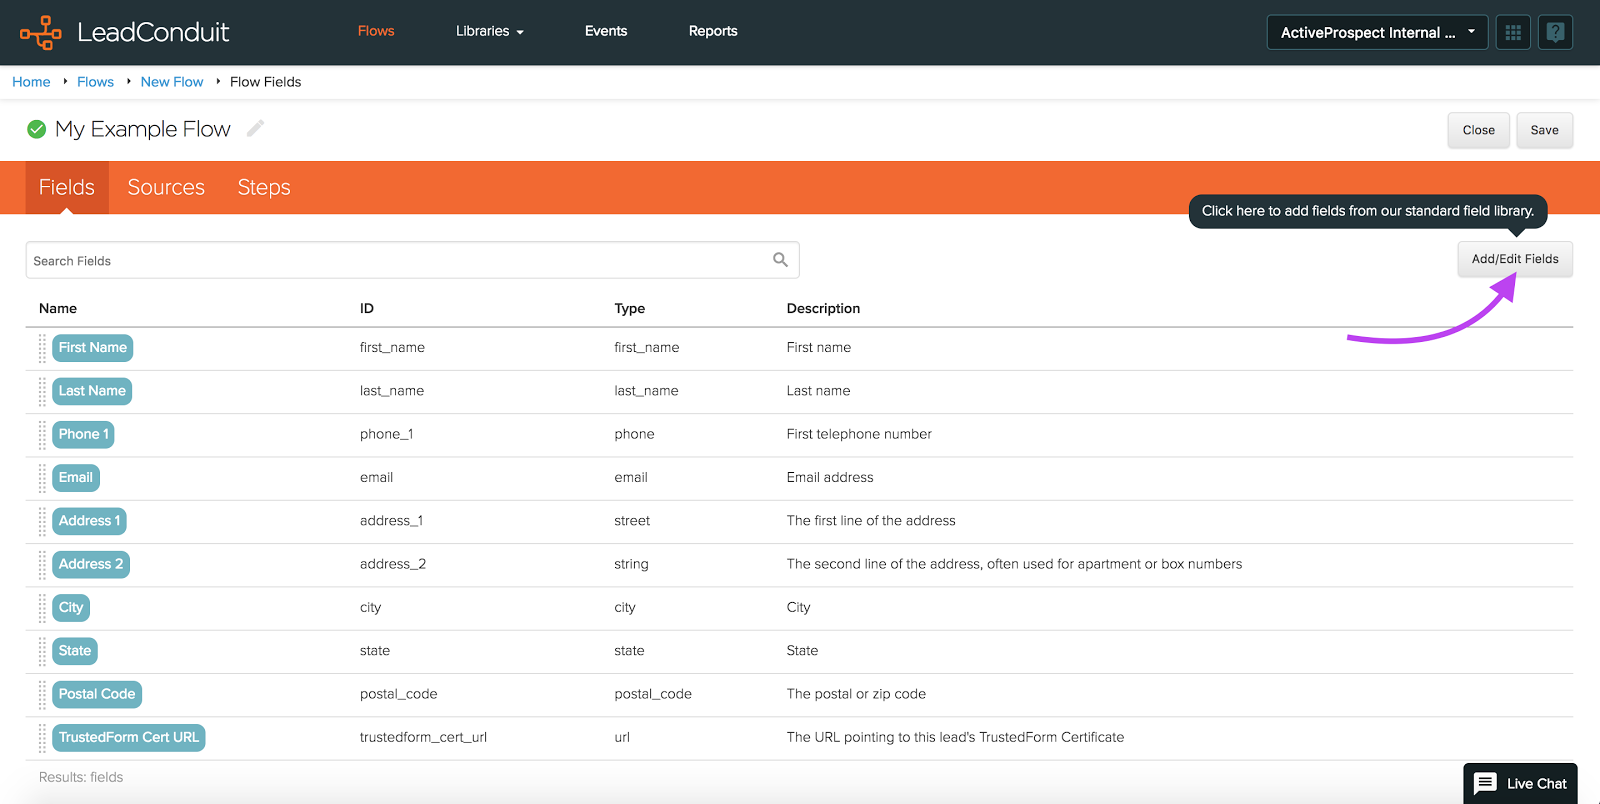 LeadConduit Flows Libraries Events Reports ActiveProspect Internal ...
Home Flows New Flow Flow Fields
My Example Flow Close Save
Fields Sources Steps
Click here to add fields from our standard field library.
Search Fields Add/Edit Fields
Name ID Type Description
First Name first_name first_name First name
Last Name last_name last_name Last name
Phone 1 phone_1 phone First telephone number
Email email email Email address
Address 1 address_1 street The first line of the address
Address 2 address_2 string The second line of the address, often used for apartment or box numbers
City city city City
State state state State
Postal Code postal_code postal_code The postal or zip code
TrustedForm Cert URL trustedform_cert_url url The URL pointing to this lead's TrustedForm Certificate
Results: fields
Live Chat